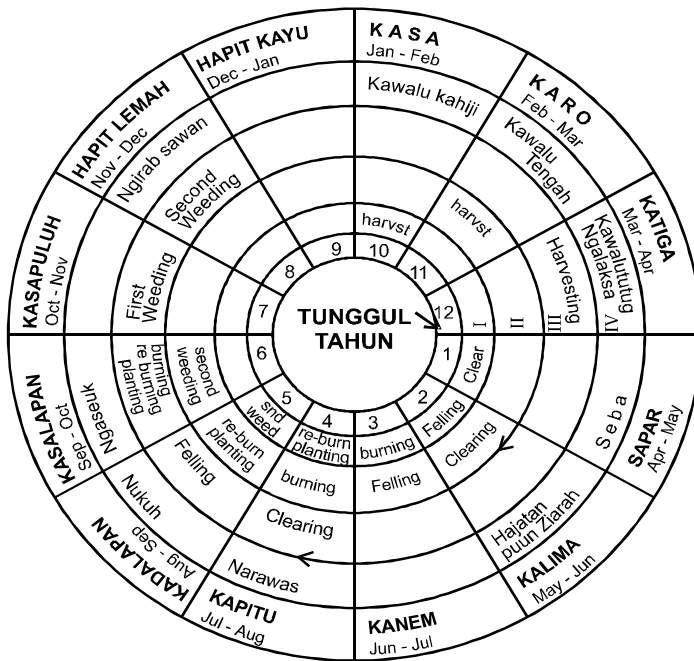 HAPIT KAYU
Dec - Jan
KASA
Jan - Feb
Kawalu kahiji
harvst
10
KARO
Feb - Mar
Kawalu
Tengah
harvst
11
KATIGA
Mar - Apr
Kawalututug
Ngalaksa
Harvesting
12
I
II
III
IV
TUNGGUL
TAHUN
SAPAR
Apr - May
Seba
Clear
1
KALIMA
May - Jun
Hajatan
puun Ziarah
Clearing
Felling
2
KANEM
Jun - Jul
Felling
burning
3
KAPITU
Jul - Aug
Narawas
Clearing
burning
re-burn
planting
4
KADALAPAN
Aug - Sep
Nukuh
Felling
re-burn
planting
snd
weed
5
KASALAPAN
Sep - Oct
Ngaseuk
burning
re burning
planting
second
weeding
6
KASAPULUH
Oct - Nov
First
Weeding
7
HAPIT LEMAH
Nov - Dec
Ngirab sawan
Second
Weeding
8
9